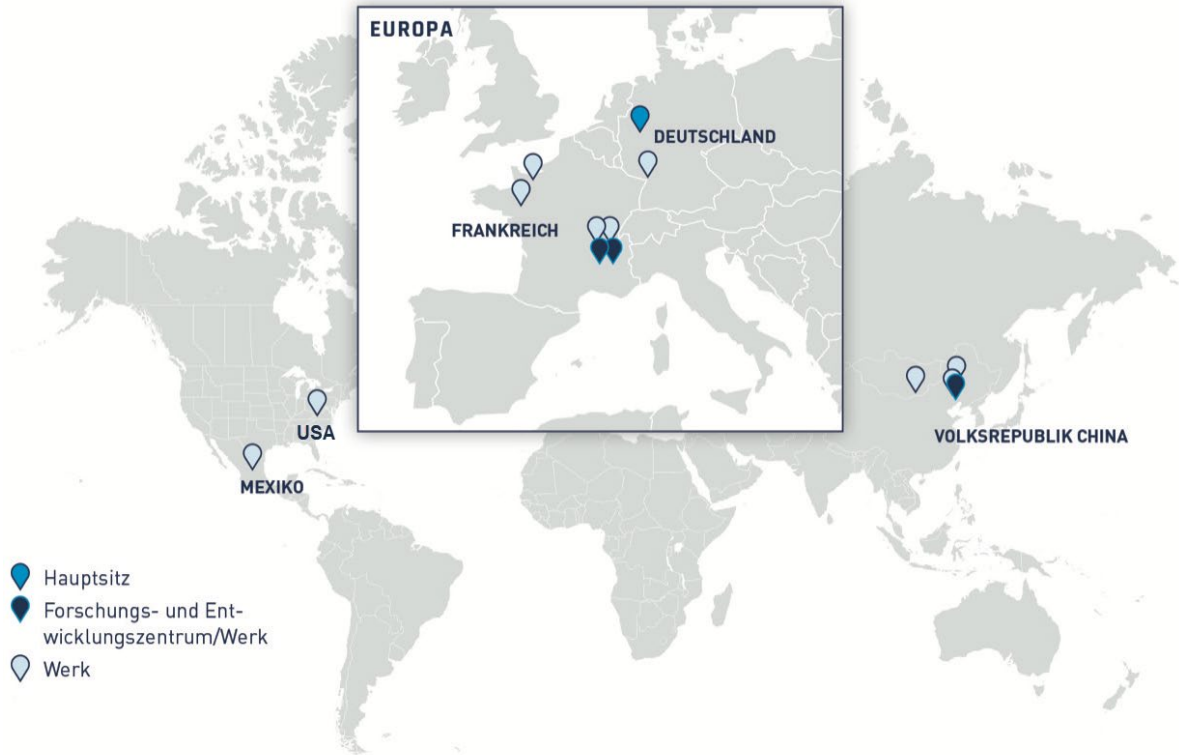 EUROPA
DEUTSCHLAND
FRANKREICH
USA
MEXIKO
VOLKSREPUBLIK CHINA
Hauptsitz
Forschungs- und Ent-
wicklungszentrum/Werk
Werk